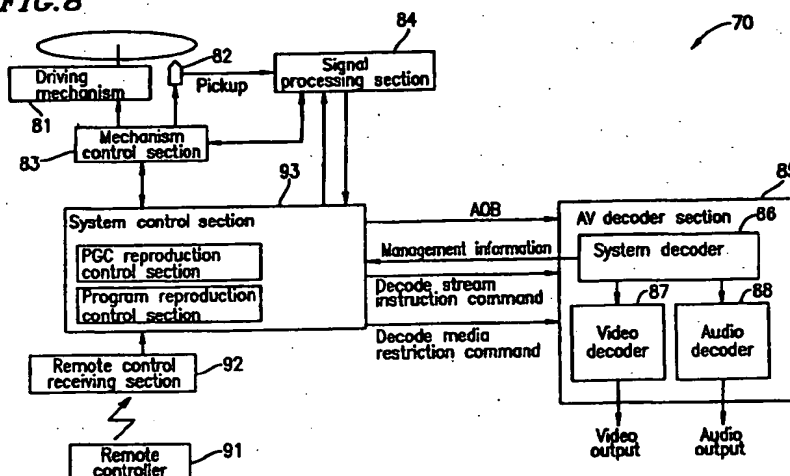 FIG.8
70
84
82
Signal
processing section
Pickup
Driving
mechanism
81
Mechanism
control section
83
93
System control section
PGC reproduction
control section
Program reproduction
control section
AOB
Management information
Decode stream
instruction command
Decode media
restriction command
85
AV decoder section
86
System decoder
87
88
Video
decoder
Audio
decoder
Video
output
Audio
output
Remote control
receiving section
92
Remote
controller
91